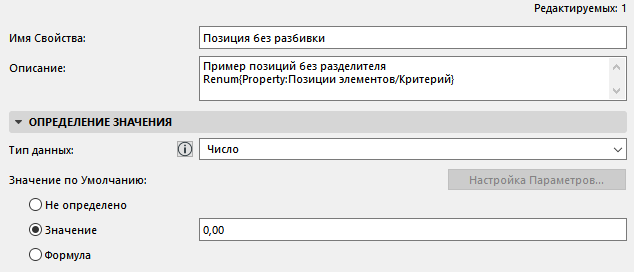 Редактируемых: 1
Имя Свойства: Позиция без разбивки
Описание: Пример позиций без разделителя
Renum{Property:Позиции элементов/Критерий}
ОПРЕДЕЛЕНИЕ ЗНАЧЕНИЯ
Тип данных: Число
Значение по Умолчанию: Настройка Параметров...
Не определено
Значение 0,00
Формула